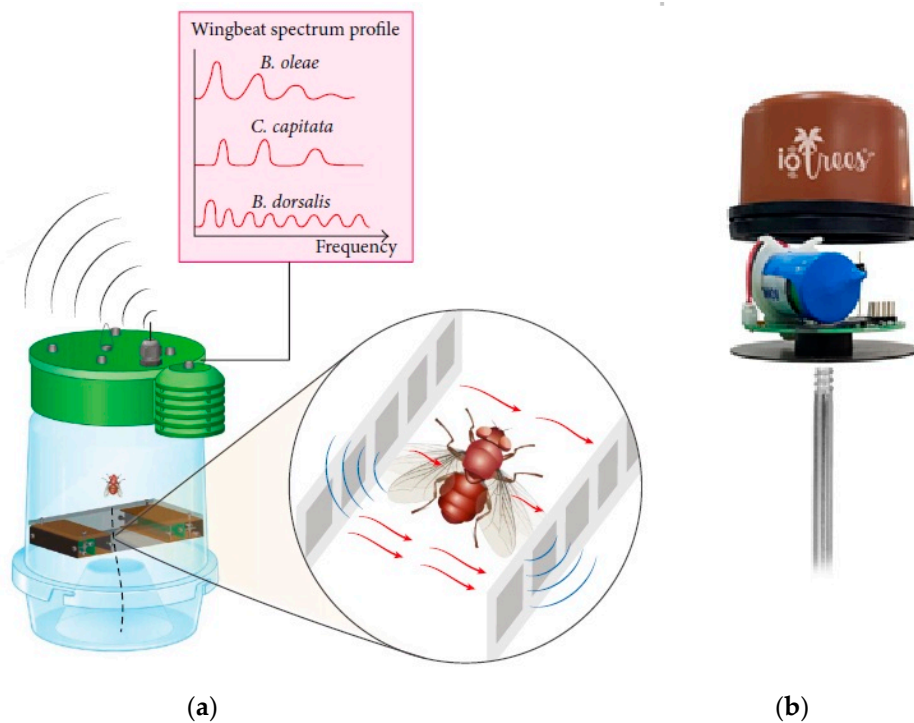 Wingbeat spectrum profile
B. oleae
C. capitata
B. dorsalis
Frequency
iotrees
(a)
(b)